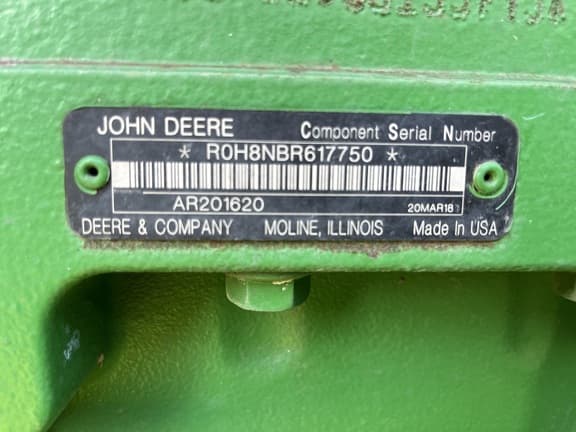 JOHN DEERE Component Serial Number
* R0H8NBR617750 *
AR201620 20MAR18
DEERE & COMPANY MOLINE, ILLINOIS Made In USA